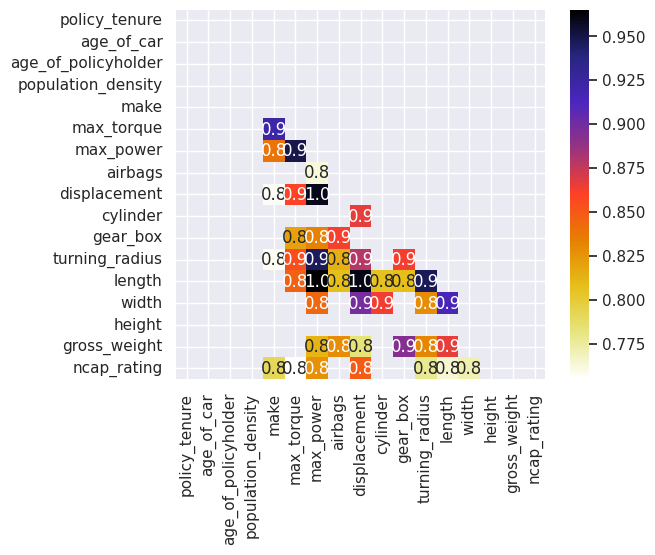 policy_tenure
age_of_car
age_of_policyholder
population_density
make
max_torque 0.9
max_power 0.8 0.9
airbags 0.8
displacement 0.8 0.9 1.0
cylinder 0.9
gear_box 0.8 0.8 0.9
turning_radius 0.8 0.9 0.9 0.8 0.9 0.9
length 0.8 1.0 0.8 1.0 0.8 0.8 0.9
width 0.8 0.9 0.9 0.8 0.9
height
gross_weight 0.8 0.8 0.8 0.9 0.8 0.9
ncap_rating 0.8 0.8 0.8 0.8 0.8 0.8 0.8
policy_tenure
age_of_car
age_of_policyholder
population_density
make
max_torque
max_power
airbags
displacement
cylinder
gear_box
turning_radius
length
width
height
gross_weight
ncap_rating
0.950
0.925
0.900
0.875
0.850
0.825
0.800
0.775